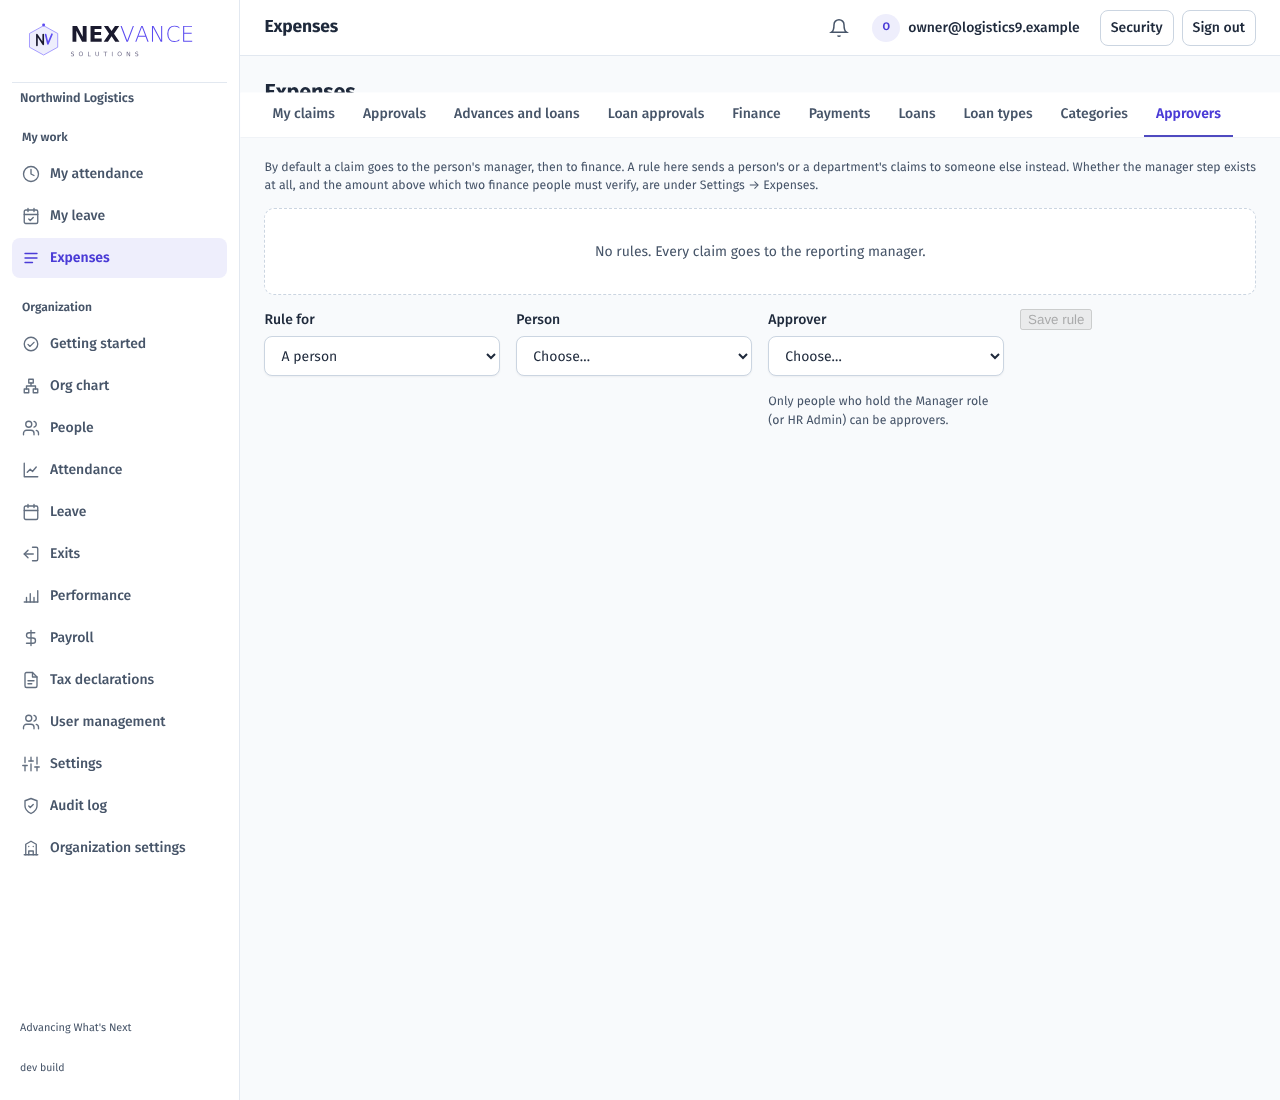 NV NEXVANCE
SOLUTIONS
Northwind Logistics
My work
My attendance
My leave
Expenses
Organization
Getting started
Org chart
People
Attendance
Leave
Exits
Performance
Payroll
Tax declarations
User management
Settings
Audit log
Organization settings
Advancing What's Next
dev build
Expenses
O owner@logistics9.example Security Sign out
Expenses
My claims Approvals Advances and loans Loan approvals Finance Payments Loans Loan types Categories Approvers
By default a claim goes to the person's manager, then to finance. A rule here sends a person's or a department's claims to someone else instead. Whether the manager step exists
at all, and the amount above which two finance people must verify, are under Settings → Expenses.
No rules. Every claim goes to the reporting manager.
Rule for Person Approver Save rule
A person Choose... Choose...
Only people who hold the Manager role
(or HR Admin) can be approvers.